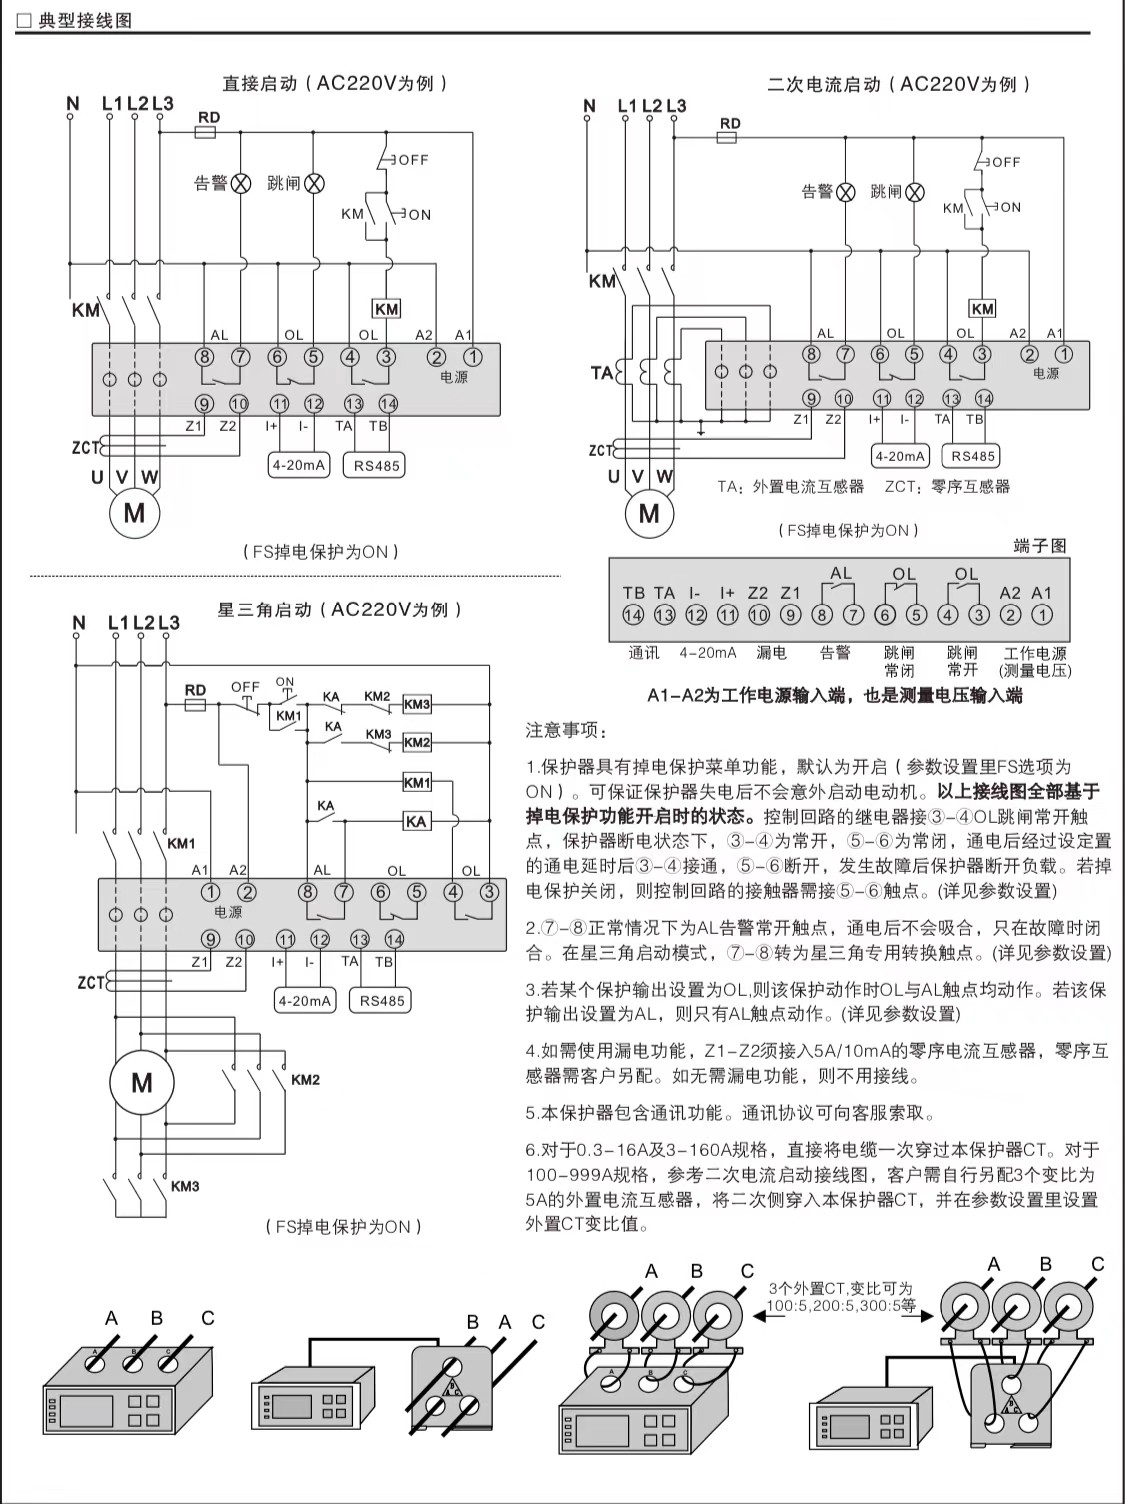 □ 典型接线图
直接启动（AC220V为例）
N L1 L2 L3
RD
告警 跳闸
OFF
KM ON
KM KM
AL OL OL A2 A1
8 7 6 5 4 3 2 1
电源
9 10 11 12 13 14
Z1 Z2 I+ I- TA TB
ZCT
4-20mA RS485
U V W
M
（FS掉电保护为ON）
二次电流启动（AC220V为例）
N L1 L2 L3
RD
OFF
告警 跳闸
KM ON
KM
KM
AL OL OL A2 A1
8 7 6 5 4 3 2 1
TA
电源
9 10 11 12 13 14
Z1 Z2 I+ I- TA TB
ZCT
4-20mA RS485
U V W
TA：外置电流互感器 ZCT：零序互感器
M
（FS掉电保护为ON）
端子图
AL OL OL
TB TA I- I+ Z2 Z1 A2 A1
14 13 12 11 10 9 8 7 6 5 4 3 2 1
通讯 4-20mA 漏电 告警 跳闸常闭 跳闸常开 工作电源(测量电压)
A1-A2为工作电源输入端，也是测量电压输入端
星三角启动（AC220V为例）
N L1 L2 L3
RD OFF ON KA KM2 KM3
KM1
KA KM3 KM2
KM1
KA KA
KM1
A1 A2 AL OL OL
1 2 8 7 6 5 4 3
电源
9 10 11 12 13 14
Z1 Z2 I+ I- TA TB
ZCT
4-20mA RS485
M
KM2
KM3
（FS掉电保护为ON）
注意事项：
1.保护器具有掉电保护菜单功能，默认为开启（参数设置里FS选项为
ON）。可保证保护器失电后不会意外启动电动机。以上接线图全部基于
掉电保护功能开启时的状态。控制回路的继电器接③-④OL跳闸常开触
点，保护器断电状态下，③-④为常开，⑤-⑥为常闭，通电后经过设定置
的通电延时后③-④接通，⑤-⑥断开，发生故障后保护器断开负载。若掉
电保护关闭，则控制回路的接触器需接⑤-⑥触点。(详见参数设置)
2.⑦-⑧正常情况下为AL告警常开触点，通电后不会吸合，只在故障时闭
合。在星三角启动模式，⑦-⑧转为星三角专用转换触点。(详见参数设置)
3.若某个保护输出设置为OL,则该保护动作时OL与AL触点均动作。若该保
护输出设置为AL，则只有AL触点动作。(详见参数设置)
4.如需使用漏电功能，Z1-Z2须接入5A/10mA的零序电流互感器，零序互
感器需客户另配。如无需漏电功能，则不用接线。
5.本保护器包含通讯功能。通讯协议可向客服索取。
6.对于0.3-16A及3-160A规格，直接将电缆一次穿过本保护器CT。对于
100-999A规格，参考二次电流启动接线图，客户需自行另配3个变比为
5A的外置电流互感器，将二次侧穿入本保护器CT，并在参数设置里设置
外置CT变比值。
A B C
A B C
B A C
B
A C
A B C
A B C
3个外置CT,变比可为
100:5,200:5,300:5等
A B C
B
A C